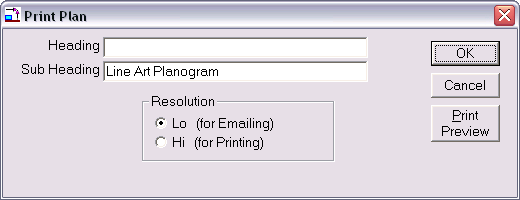 Print Plan
Heading
OK
Sub Heading Line Art Planogram
Cancel
Resolution
Lo (for Emailing)
Print
Preview
Hi (for Printing)